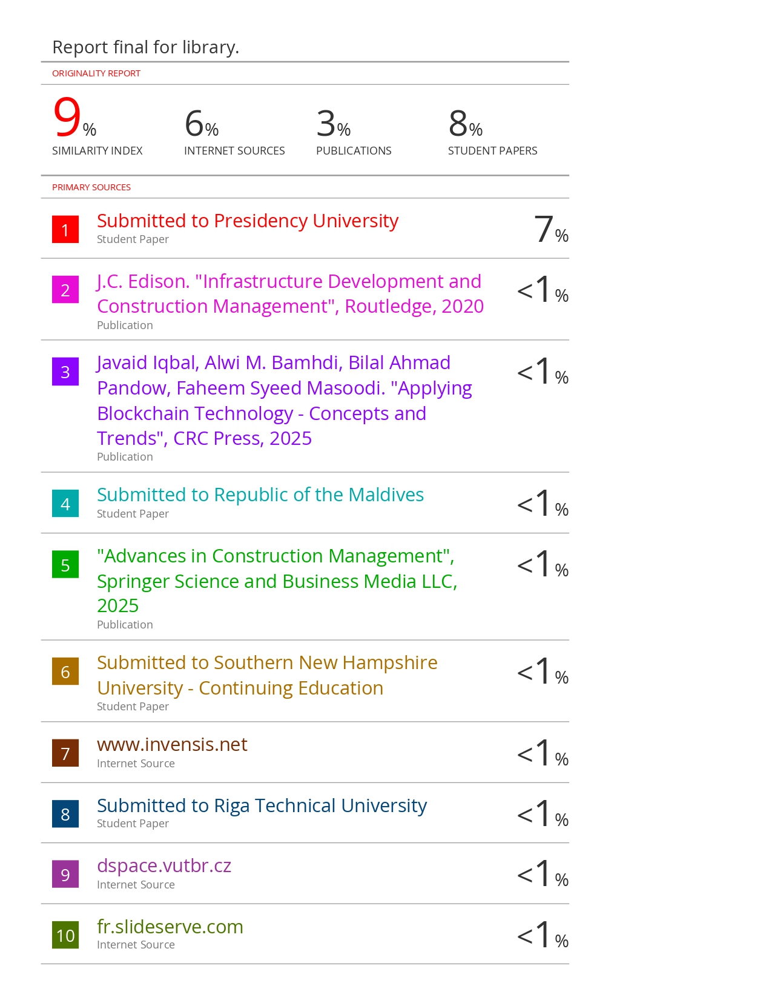 Report final for library.
ORIGINALITY REPORT
9% 6% 3% 8%
SIMILARITY INDEX INTERNET SOURCES PUBLICATIONS STUDENT PAPERS
PRIMARY SOURCES
1 Submitted to Presidency University 7%
Student Paper
2 J.C. Edison. "Infrastructure Development and <1%
Construction Management", Routledge, 2020
Publication
3 Javaid Iqbal, Alwi M. Bamhdi, Bilal Ahmad <1%
Pandow, Faheem Syeed Masoodi. "Applying
Blockchain Technology - Concepts and
Trends", CRC Press, 2025
Publication
4 Submitted to Republic of the Maldives <1%
Student Paper
5 "Advances in Construction Management", <1%
Springer Science and Business Media LLC,
2025
Publication
6 Submitted to Southern New Hampshire <1%
University - Continuing Education
Student Paper
7 www.invensis.net <1%
Internet Source
8 Submitted to Riga Technical University <1%
Student Paper
9 dspace.vutbr.cz <1%
Internet Source
10 fr.slideserve.com <1%
Internet Source